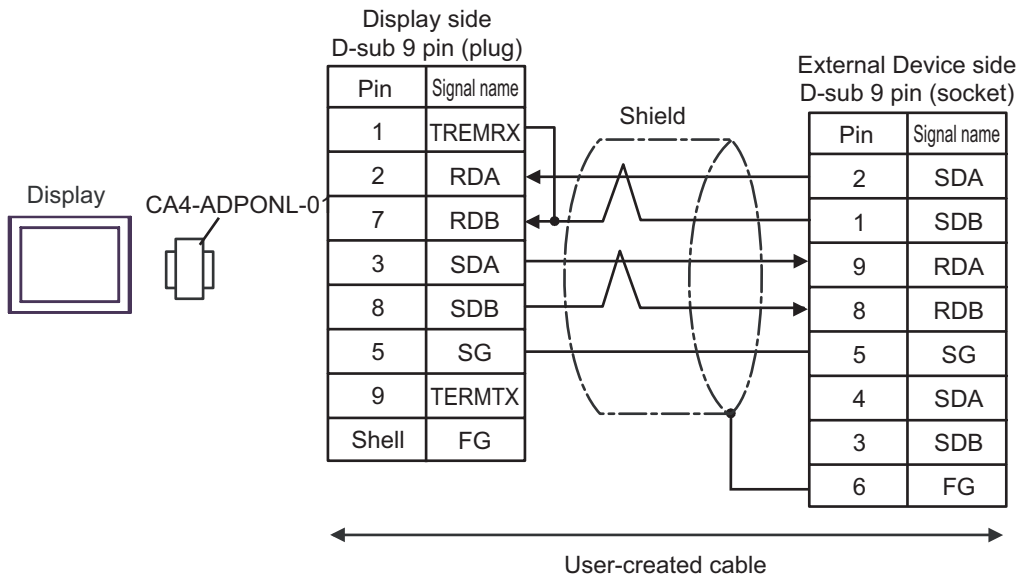 Display side
D-sub 9 pin (plug)
External Device side
D-sub 9 pin (socket)
Pin Signal name
1 TREMRX
2 RDA
7 RDB
3 SDA
8 SDB
5 SG
9 TERMTX
Shell FG
Shield
Display
CA4-ADPONL-01
Pin Signal name
2 SDA
1 SDB
9 RDA
8 RDB
5 SG
4 SDA
3 SDB
6 FG
User-created cable